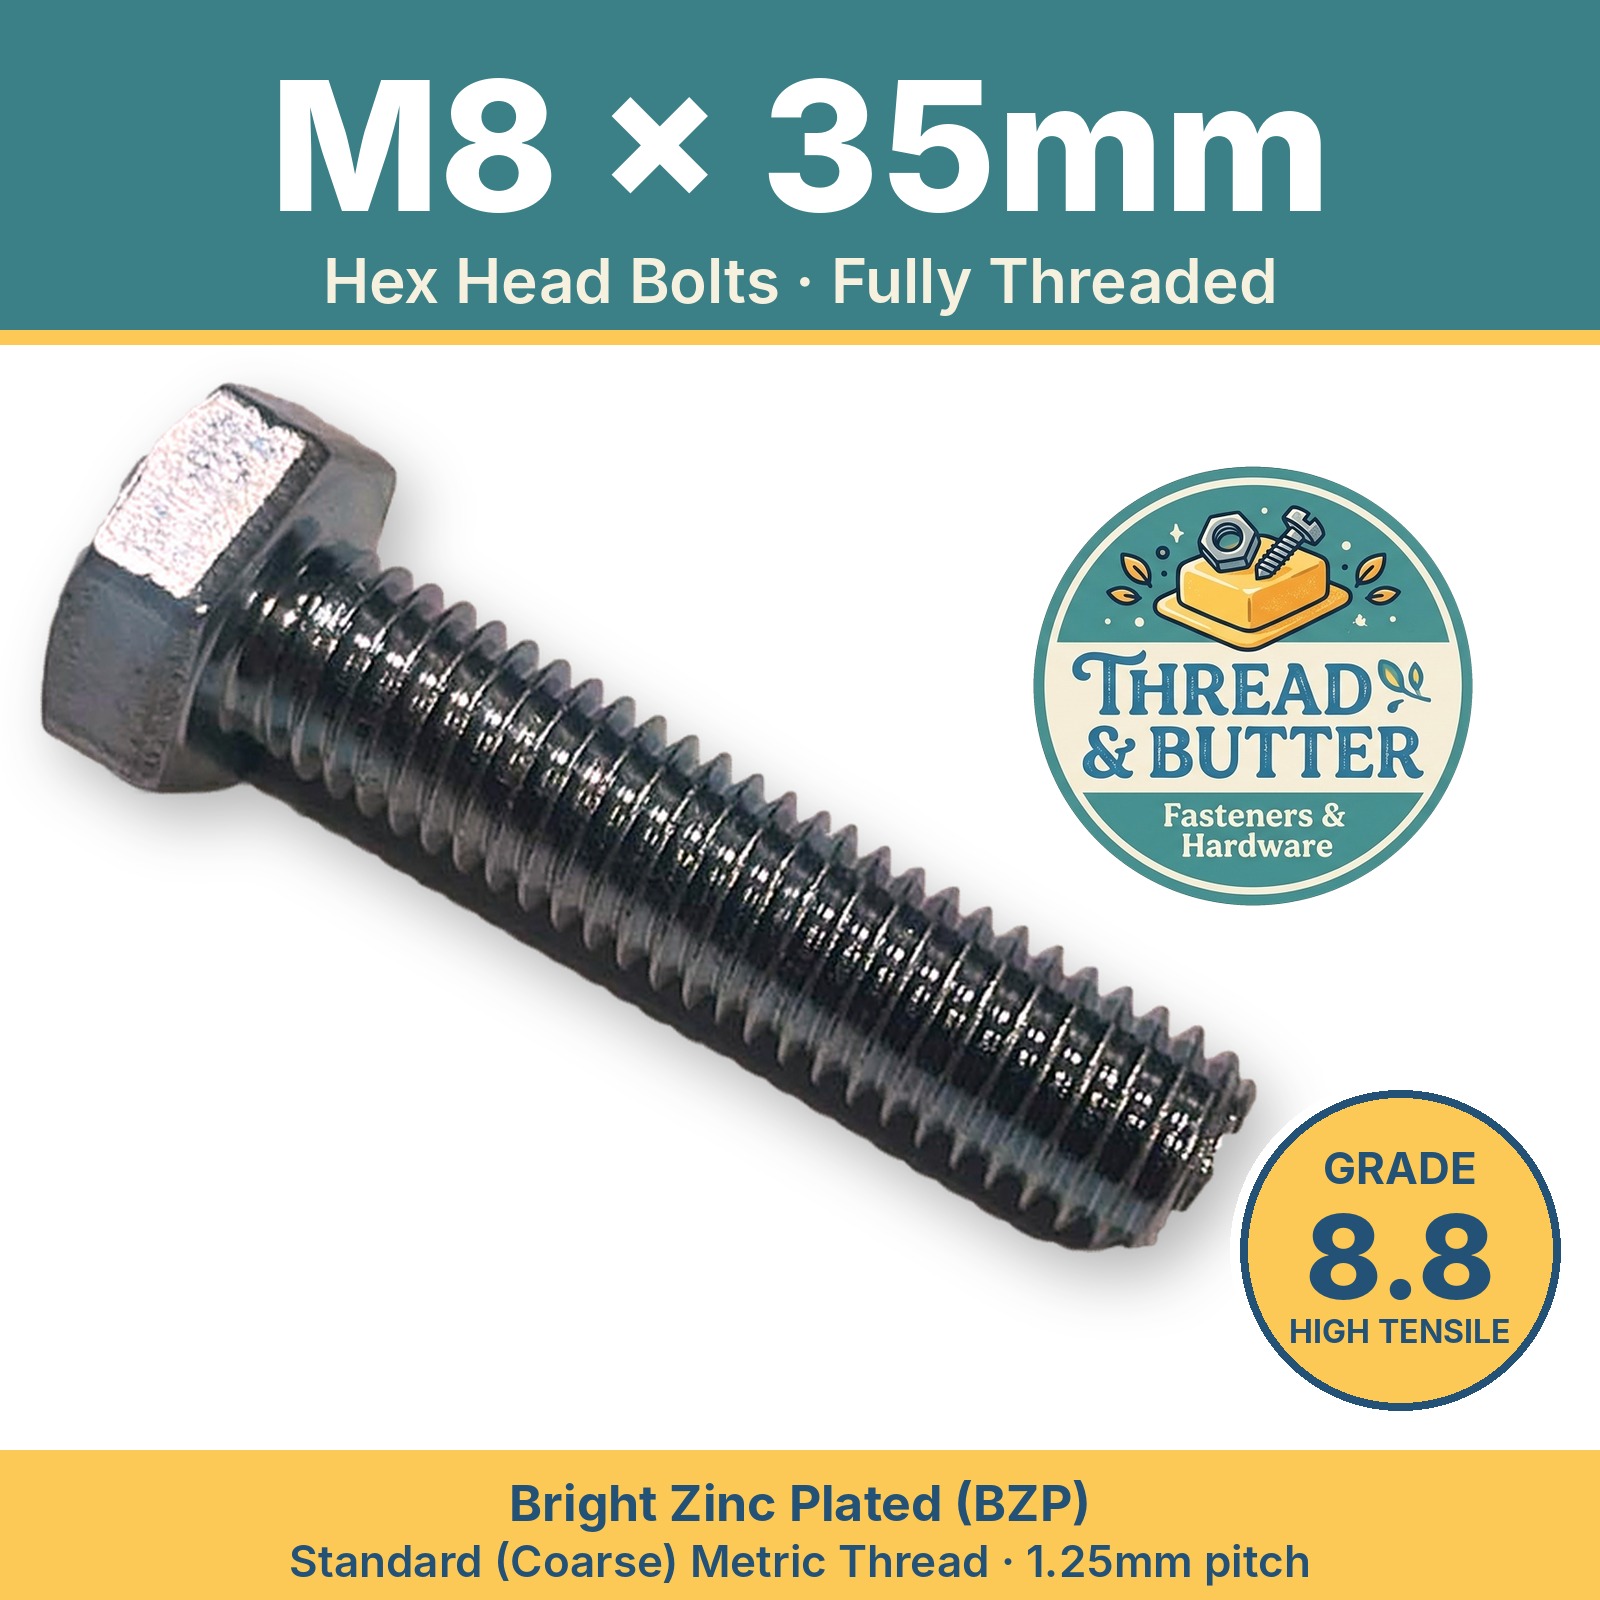 M8 × 35mm
Hex Head Bolts · Fully Threaded
THREAD
& BUTTER
Fasteners &
Hardware
GRADE
8.8
HIGH TENSILE
Bright Zinc Plated (BZP)
Standard (Coarse) Metric Thread · 1.25mm pitch